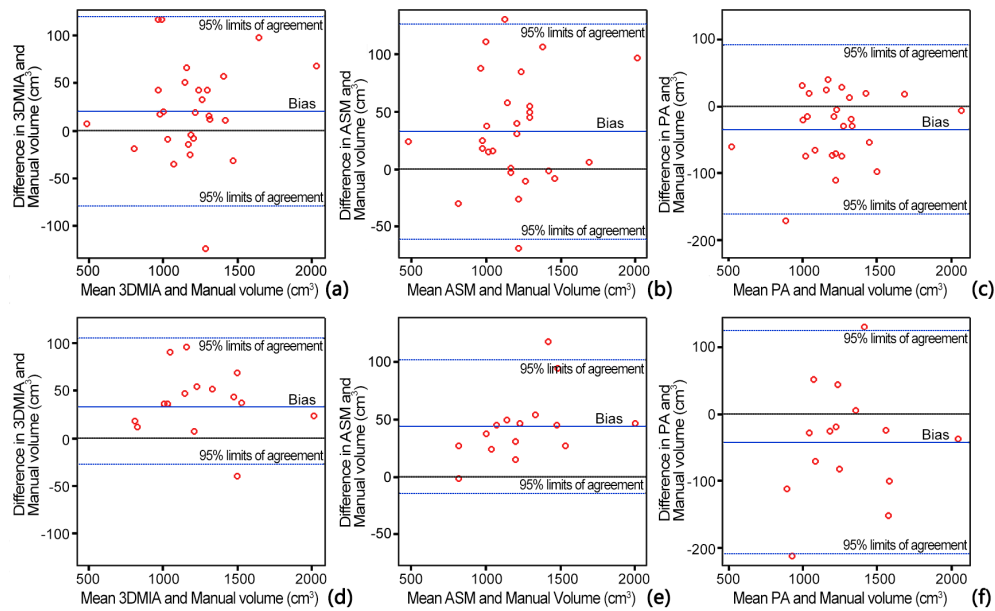 Difference in 3DMIA and
Manual volume (cm³)
100
50
0
-50
-100
95% limits of agreement
Bias
95% limits of agreement
500 1000 1500 2000
Mean 3DMIA and Manual volume (cm³) (a)
Difference in ASM and
Manual volume (cm³)
100
50
0
-50
95% limits of agreement
Bias
95% limits of agreement
500 1000 1500 2000
Mean ASM and Manual Volume (cm³) (b)
Difference in PA and
Manual volume (cm³)
100
0
-100
-200
95% limits of agreement
Bias
95% limits of agreement
500 1000 1500 2000
Mean PA and Manual volume (cm³) (c)
Difference in 3DMIA and
Manual volume (cm³)
100
50
0
-50
-100
95% limits of agreement
Bias
95% limits of agreement
500 1000 1500 2000
Mean 3DMIA and Manual volume (cm³) (d)
Difference in ASM and
Manual volume (cm³)
100
50
0
-50
95% limits of agreement
Bias
95% limits of agreement
500 1000 1500 2000
Mean ASM and Manual Volume (cm³) (e)
Difference in PA and
Manual volume (cm³)
100
0
-100
-200
95% limits of agreement
Bias
95% limits of agreement
500 1000 1500 2000
Mean PA and Manual volume (cm³) (f)